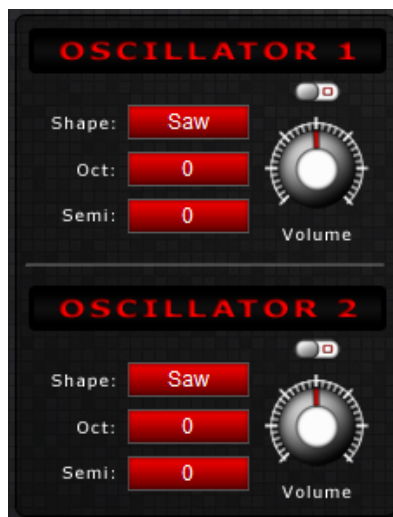 OSCILLATOR 1
Shape: Saw
Oct: 0
Semi: 0
Volume
OSCILLATOR 2
Shape: Saw
Oct: 0
Semi: 0
Volume